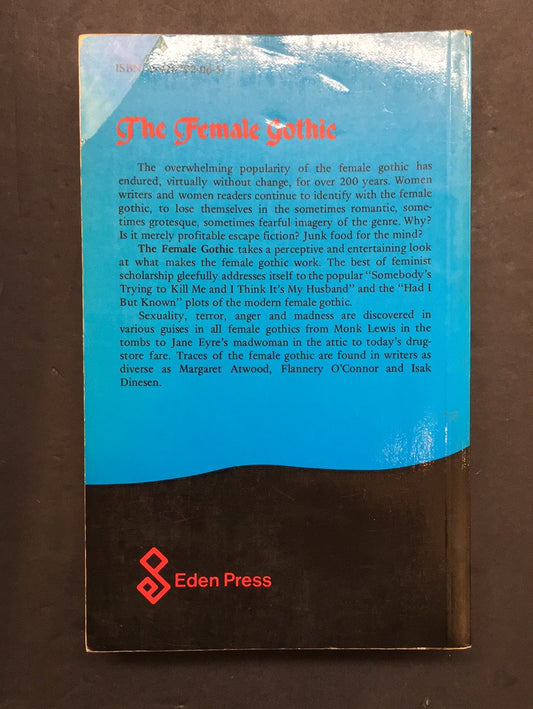 ISBN
The Female Gothic
The overwhelming popularity of the female gothic has
endured, virtually without change, for over 200 years. Women
writers and women readers continue to identify with the female
gothic, to lose themselves in the sometimes romantic, some-
times grotesque, sometimes fearful imagery of the genre. Why?
Is it merely profitable escape fiction? Junk food for the mind?
The Female Gothic takes a perceptive and entertaining look
at what makes the female gothic work. The best of feminist
scholarship gleefully addresses itself to the popular "Somebody's
Trying to Kill Me and I Think It's My Husband" and the "Had I
But Known" plots of the modern female gothic.
Sexuality, terror, anger and madness are discovered in
various guises in all female gothics from Monk Lewis in the
tombs to Jane Eyre's madwoman in the attic to today's drug-
store fare. Traces of the female gothic are found in writers as
diverse as Margaret Atwood, Flannery O'Connor and Isak
Dinesen.
Eden Press